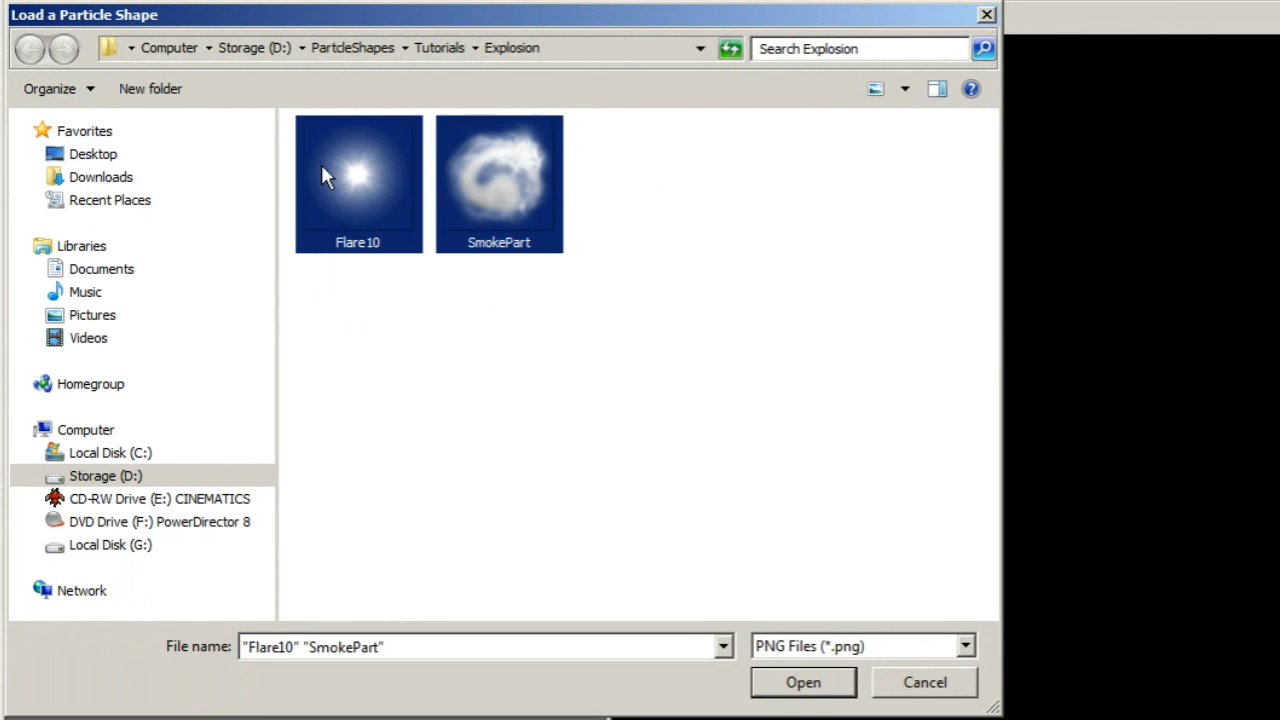 Load a Particle Shape
Computer Storage (D:) PartcleShapes Tutorials Explosion
Search Explosion
Organize New folder
Favorites
Desktop
Downloads
Recent Places
Libraries
Documents
Music
Pictures
Videos
Homegroup
Computer
Local Disk (C:)
Storage (D:)
CD-RW Drive (E:) CINEMATICS
DVD Drive (F:) PowerDirector 8
Local Disk (G:)
Network
Flare10
SmokePart
File name: "Flare10" "SmokePart"
PNG Files (*.png)
Open Cancel